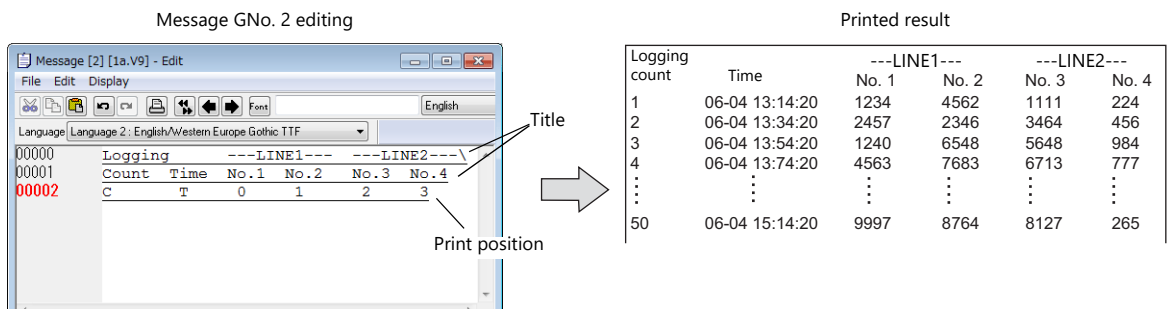 Message GNo. 2 editing
Message [2] [1a.V9] - Edit
File Edit Display
Font English
Language Language 2 : English/Western Europe Gothic TTF
00000 Logging ---LINE1--- ---LINE2---\
00001 Count Time No.1 No.2 No.3 No.4
00002 C T 0 1 2 3
Title
Print position
Printed result
Logging count Time ---LINE1--- ---LINE2---
No. 1 No. 2 No. 3 No. 4
1 06-04 13:14:20 1234 4562 1111 224
2 06-04 13:34:20 2457 2346 3464 456
3 06-04 13:54:20 1240 6548 5648 984
4 06-04 13:74:20 4563 7683 6713 777
50 06-04 15:14:20 9997 8764 8127 265